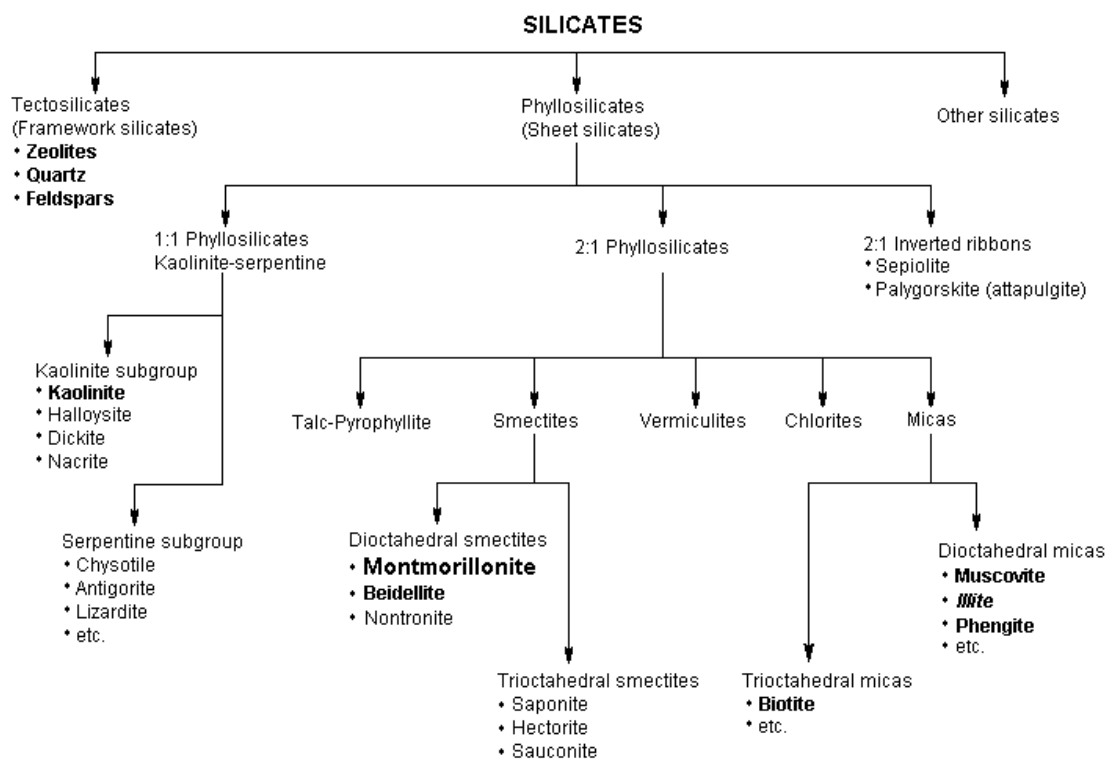 SILICATES
Tectosilicates
(Framework silicates)
• Zeolites
• Quartz
• Feldspars
Phyllosilicates
(Sheet silicates)
Other silicates
1:1 Phyllosilicates
Kaolinite-serpentine
2:1 Phyllosilicates
2:1 Inverted ribbons
• Sepiolite
• Palygorskite (attapulgite)
Kaolinite subgroup
• Kaolinite
• Halloysite
• Dickite
• Nacrite
Talc-Pyrophyllite
Smectites
Vermiculites
Chlorites
Micas
Serpentine subgroup
• Chysotile
• Antigorite
• Lizardite
• etc.
Dioctahedral smectites
• Montmorillonite
• Beidellite
• Nontronite
Dioctahedral micas
• Muscovite
• Illite
• Phengite
• etc.
Trioctahedral smectites
• Saponite
• Hectorite
• Sauconite
Trioctahedral micas
• Biotite
• etc.